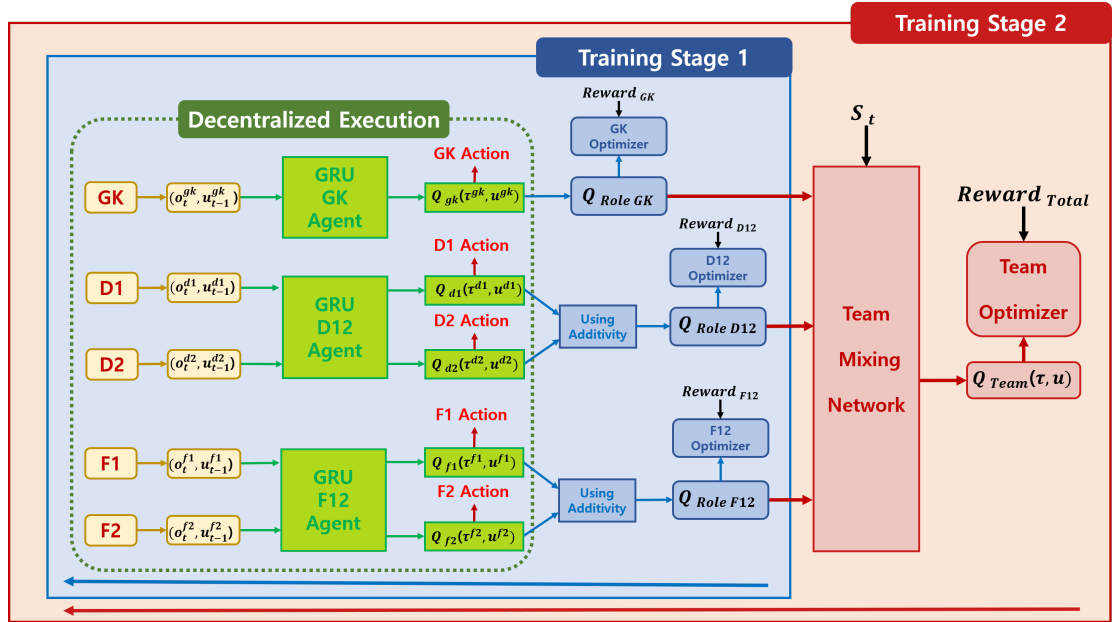 Training Stage 2
Training Stage 1
Decentralized Execution
Reward GK
GK
Optimizer
S t
GK Action
GK
(o_t^{gk}, u_{t-1}^{gk})
GRU
GK
Agent
Q gk(τ^{gk}, u^{gk})
Q Role GK
Reward Total
Reward D12
D12
Optimizer
D1 Action
D1
(o_t^{d1}, u_{t-1}^{d1})
Q d1(τ^{d1}, u^{d1})
GRU
D12
Agent
D2 Action
D2
(o_t^{d2}, u_{t-1}^{d2})
Q d2(τ^{d2}, u^{d2})
Using
Additivity
Q Role D12
Team
Mixing
Network
Team
Optimizer
Q Team(τ, u)
Reward F12
F12
Optimizer
F1 Action
F1
(o_t^{f1}, u_{t-1}^{f1})
Q f1(τ^{f1}, u^{f1})
GRU
F12
Agent
F2 Action
F2
(o_t^{f2}, u_{t-1}^{f2})
Q f2(τ^{f2}, u^{f2})
Using
Additivity
Q Role F12